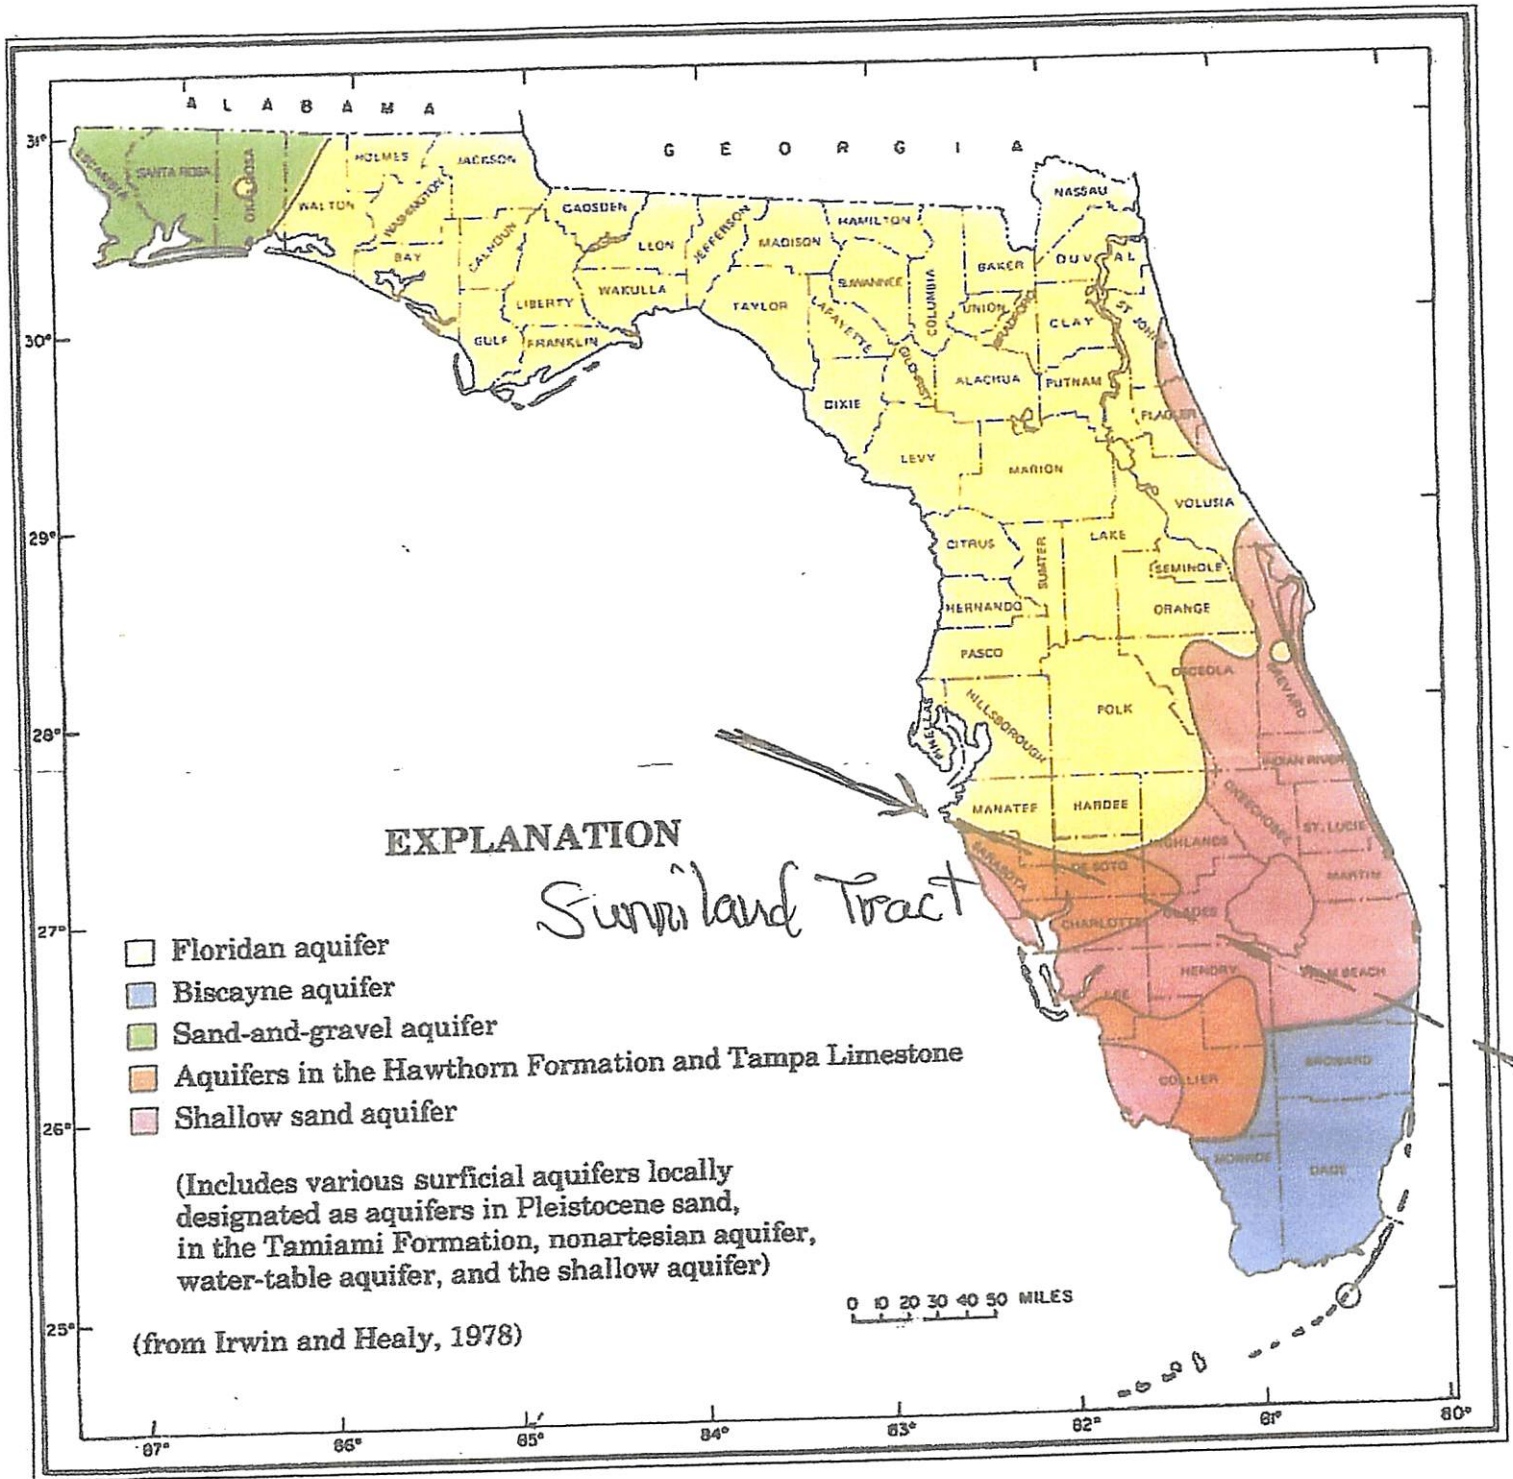 A L A B A M A
G E O R G I A
31°
30°
29°
28°
27°
26°
25°
ESCAMBIA
SANTA ROSA
OKALOOSA
WALTON
HOLMES
WASHINGTON
JACKSON
BAY
CALHOUN
GULF
LIBERTY
FRANKLIN
GADSDEN
LEON
WAKULLA
JEFFERSON
MADISON
TAYLOR
HAMILTON
SUWANNEE
LAFAYETTE
COLUMBIA
BAKER
UNION
BRADFORD
NASSAU
DUVAL
CLAY
ST JOHNS
GILCHRIST
ALACHUA
PUTNAM
DIXIE
FLAGLER
LEVY
MARION
VOLUSIA
CITRUS
SUMTER
LAKE
SEMINOLE
HERNANDO
ORANGE
PASCO
OSCEOLA
BREVARD
PINELLAS
HILLSBOROUGH
POLK
INDIAN RIVER
MANATEE
HARDEE
OKEECHOBEE
HIGHLANDS
ST. LUCIE
SARASOTA
DE SOTO
MARTIN
CHARLOTTE
GLADES
LEE
HENDRY
PALM BEACH
COLLIER
BROWARD
MONROE
DADE
EXPLANATION
Sunniland Tract
Floridan aquifer
Biscayne aquifer
Sand-and-gravel aquifer
Aquifers in the Hawthorn Formation and Tampa Limestone
Shallow sand aquifer
(Includes various surficial aquifers locally
designated as aquifers in Pleistocene sand,
in the Tamiami Formation, nonartesian aquifer,
water-table aquifer, and the shallow aquifer)
(from Irwin and Healy, 1978)
0 10 20 30 40 50 MILES
87° 86° 85° 84° 83° 82° 81° 80°